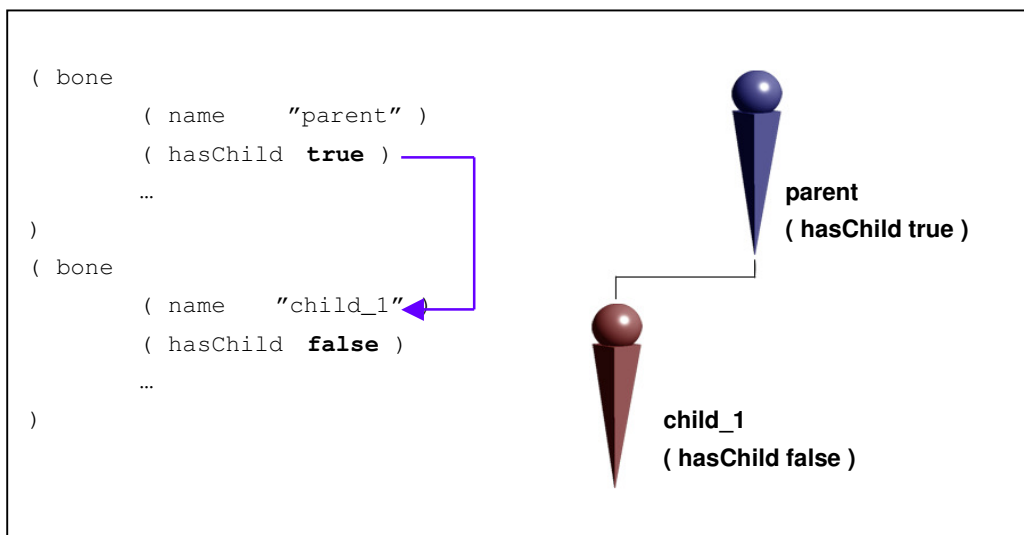 ( bone
( name ”parent” )
( hasChild true )
…
)
( bone
( name ”child_1” )
( hasChild false )
…
)
parent
( hasChild true )
child_1
( hasChild false )